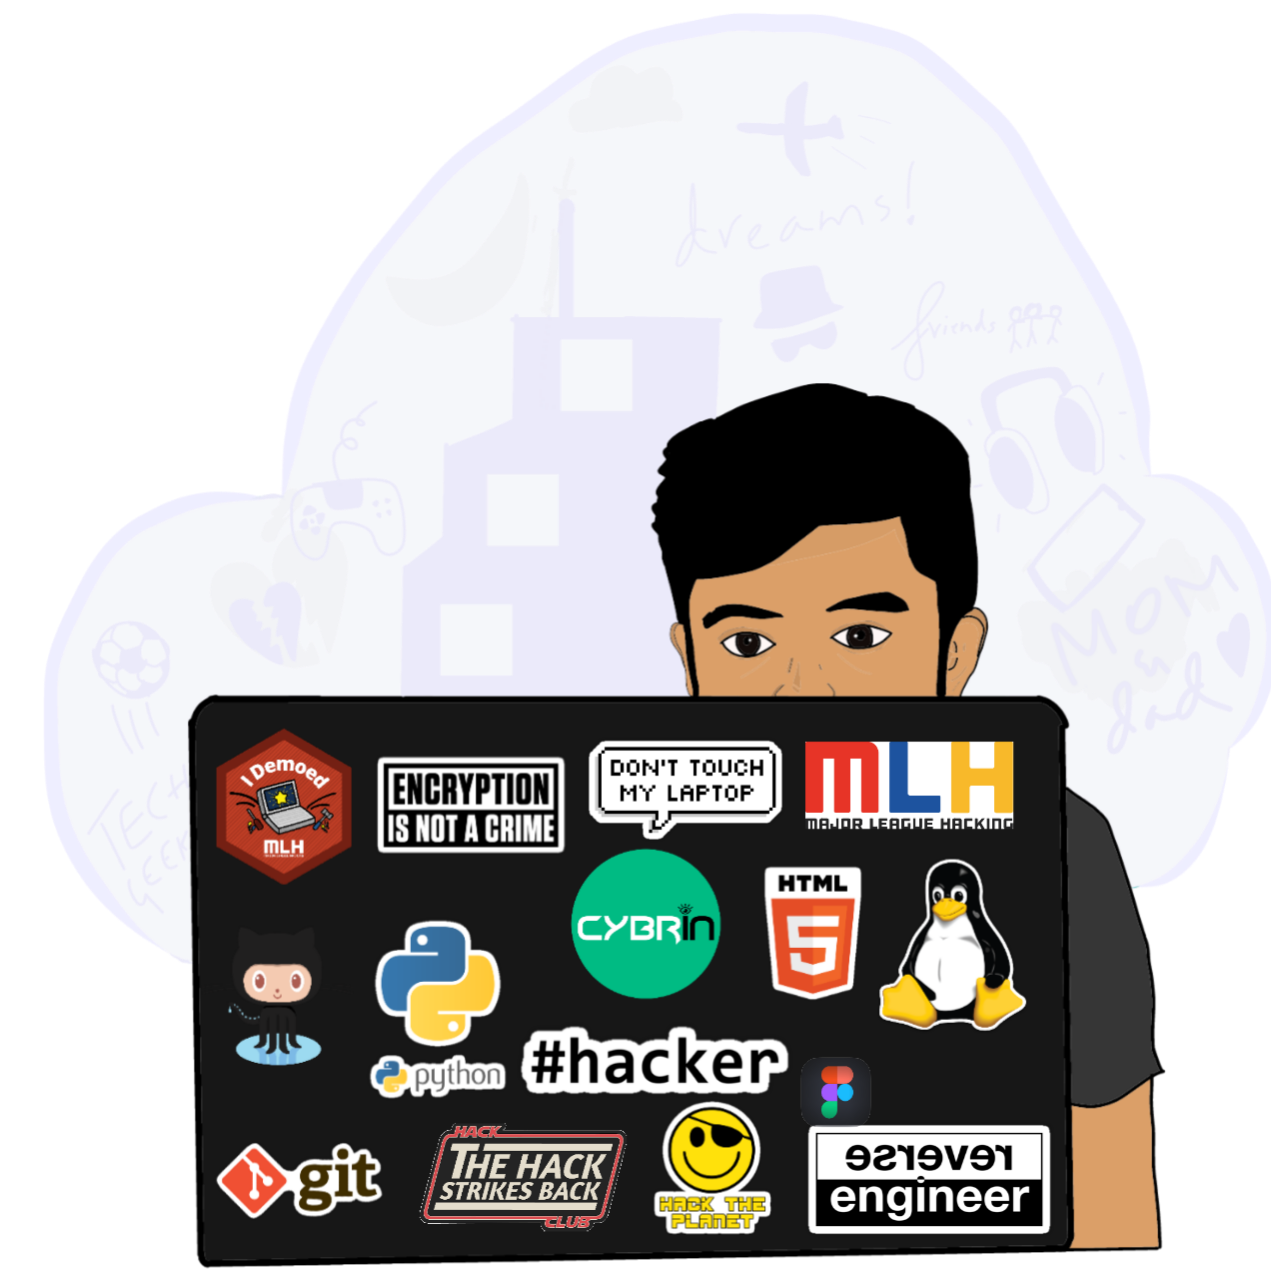 dreams!
friends
MOM
&
dad
TECH
GEEK
I Demoed
MLH
ENCRYPTION
IS NOT A CRIME
DON'T TOUCH
MY LAPTOP
MLH
MAJOR LEAGUE HACKING
CYBRIN
HTML
5
python
#hacker
git
HACK
THE HACK
STRIKES BACK
CLUB
HACK THE
PLANET
reverse
engineer